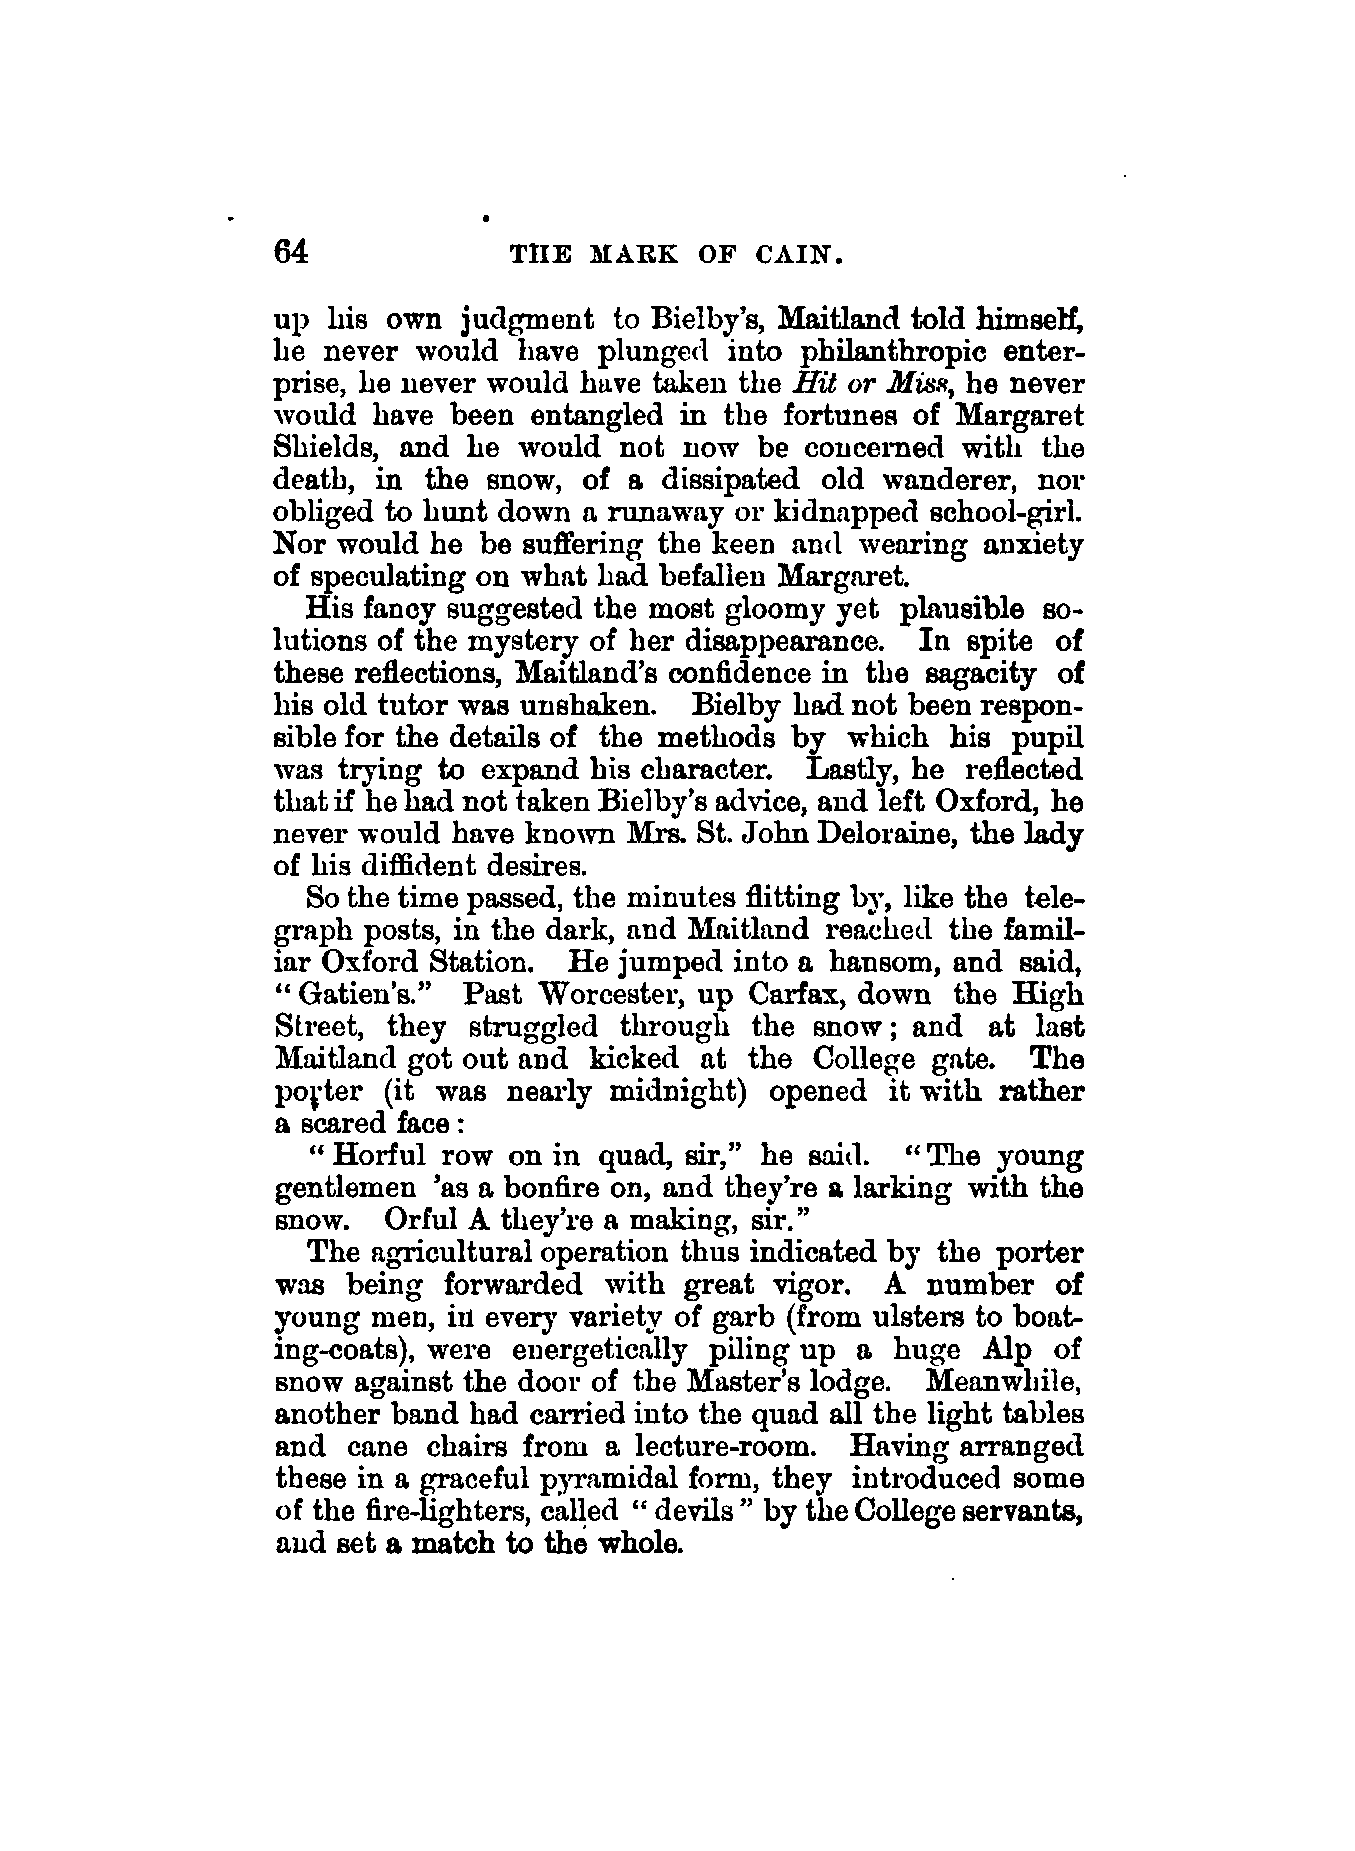 64 THE MARK OF CAIN.
up his own judgment to Bielby's, Maitland told himself,
he never would have plunged into philanthropic enter-
prise, he never would have taken the Hit or Miss, he never
would have been entangled in the fortunes of Margaret
Shields, and he would not now be concerned with the
death, in the snow, of a dissipated old wanderer, nor
obliged to hunt down a runaway or kidnapped school-girl.
Nor would he be suffering the keen and wearing anxiety
of speculating on what had befallen Margaret.
His fancy suggested the most gloomy yet plausible so-
lutions of the mystery of her disappearance. In spite of
these reflections, Maitland's confidence in the sagacity of
his old tutor was unshaken. Bielby had not been respon-
sible for the details of the methods by which his pupil
was trying to expand his character. Lastly, he reflected
that if he had not taken Bielby's advice, and left Oxford, he
never would have known Mrs. St. John Deloraine, the lady
of his diffident desires.
So the time passed, the minutes flitting by, like the tele-
graph posts, in the dark, and Maitland reached the famil-
iar Oxford Station. He jumped into a hansom, and said,
"Gatien's." Past Worcester, up Carfax, down the High
Street, they struggled through the snow; and at last
Maitland got out and kicked at the College gate. The
porter (it was nearly midnight) opened it with rather
a scared face:
"Horful row on in quad, sir," he said. "The young
gentlemen 'as a bonfire on, and they're a larking with the
snow. Orful A they're a making, sir."
The agricultural operation thus indicated by the porter
was being forwarded with great vigor. A number of
young men, in every variety of garb (from ulsters to boat-
ing-coats), were energetically piling up a huge Alp of
snow against the door of the Master's lodge. Meanwhile,
another band had carried into the quad all the light tables
and cane chairs from a lecture-room. Having arranged
these in a graceful pyramidal form, they introduced some
of the fire-lighters, called "devils" by the College servants,
and set a match to the whole.